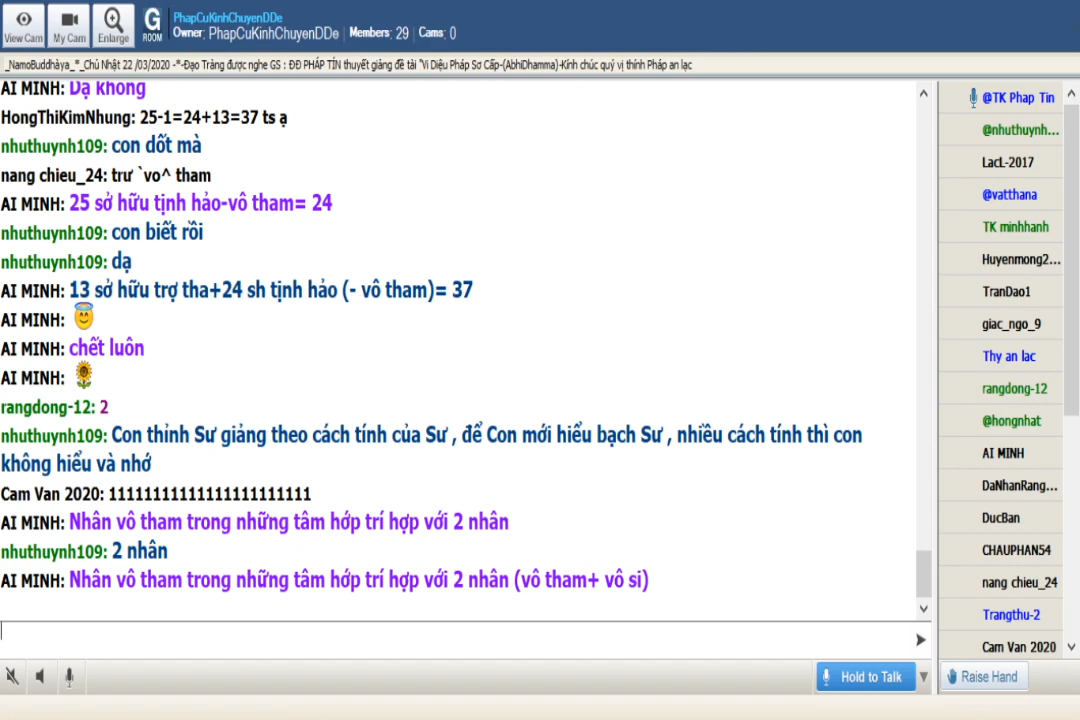 View Cam
My Cam
Enlarge
G
ROOM
PhapCuKinhChuyenDDe
Owner: PhapCuKinhChuyenDDe | Members: 29 | Cams: 0
_NamoBuddhàya_*_Chủ Nhật 22 /03/2020 -*-Đạo Tràng được nghe GS : ĐĐ PHÁP TÍN thuyết giảng đề tài "Vi Diệu Pháp Sơ Cấp-(AbhiDhamma)-Kính chúc quý vị thính Pháp an lạc
AI MINH: Dạ không
HongThiKimNhung: 25-1=24+13=37 ts ạ
nhuthuynh109: con dốt mà
nang chieu_24: trư `vo^ tham
AI MINH: 25 sở hữu tịnh hảo-vô tham= 24
nhuthuynh109: con biết rồi
nhuthuynh109: dạ
AI MINH: 13 sở hữu trợ tha+24 sh tịnh hảo (- vô tham)= 37
AI MINH:
AI MINH: chết luôn
AI MINH:
rangdong-12: 2
nhuthuynh109: Con thỉnh Sư giảng theo cách tính của Sư , để Con mới hiểu bạch Sư , nhiều cách tính thì con
không hiểu và nhớ
Cam Van 2020: 11111111111111111111111
AI MINH: Nhân vô tham trong những tâm hớp trí hợp với 2 nhân
nhuthuynh109: 2 nhân
AI MINH: Nhân vô tham trong những tâm hớp trí hợp với 2 nhân (vô tham+ vô si)
Hold to Talk
@TK Phap Tin
@nhuthuynh...
LacL-2017
@vatthana
TK minhhanh
Huyenmong2...
TranDao1
giac_ngo_9
Thy an lac
rangdong-12
@hongnhat
AI MINH
DaNhanRang...
DucBan
CHAUPHAN54
nang chieu_24
Trangthu-2
Cam Van 2020
Raise Hand